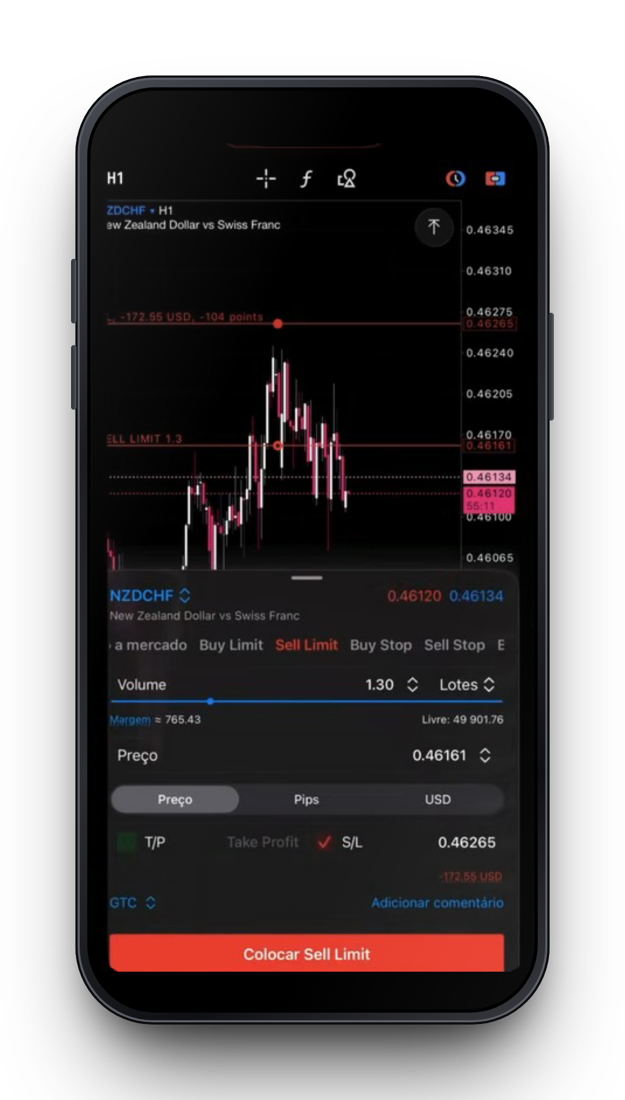 H1
ZDCHF ▾ H1
ew Zealand Dollar vs Swiss Franc
0.46345
0.46310
0.46275
L, -172.55 USD, -104 points
0.46265
0.46240
0.46205
0.46170
ELL LIMIT 1.3
0.46161
0.46134
0.46120
55:11
0.46100
0.46065
NZDCHF 0.46120 0.46134
New Zealand Dollar vs Swiss Franc
a mercado Buy Limit Sell Limit Buy Stop Sell Stop
Volume 1.30 Lotes
Margem ≈ 765.43 Livre: 49 901.76
Preço 0.46161
Preço Pips USD
T/P Take Profit S/L 0.46265
-172.55 USD
GTC Adicionar comentário
Colocar Sell Limit